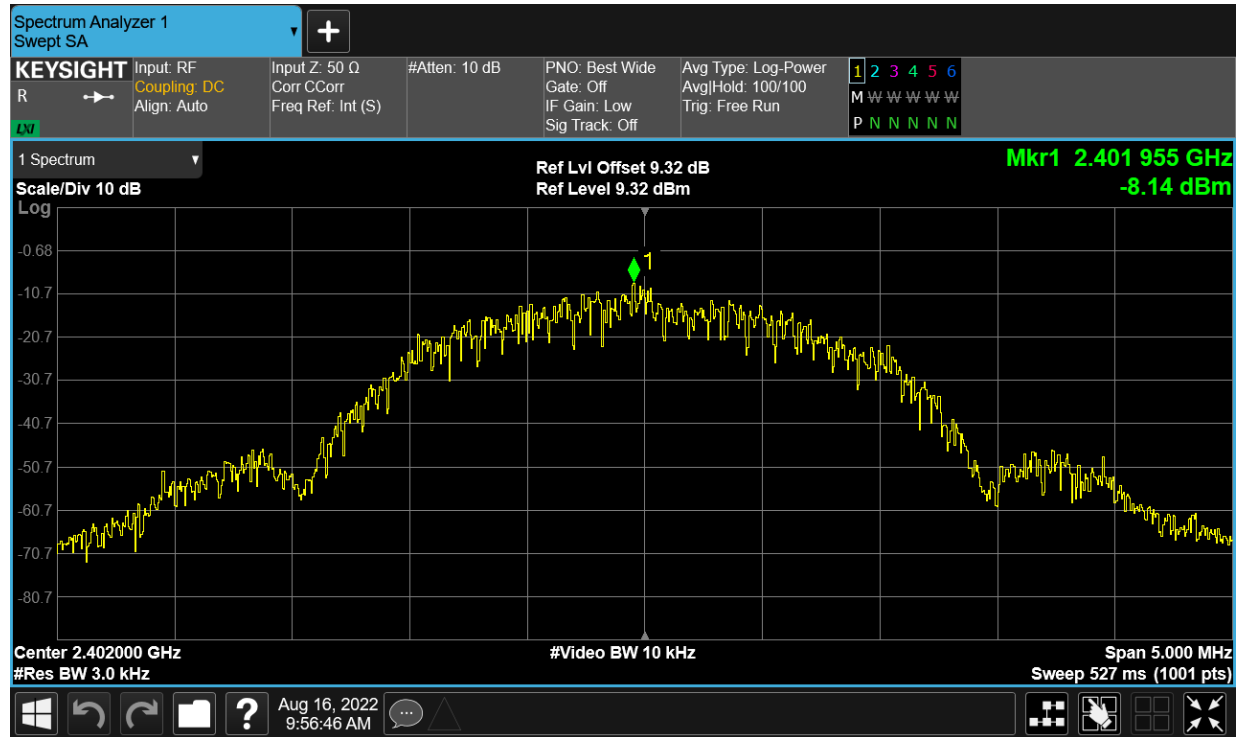 Spectrum Analyzer 1
Swept SA
+
KEYSIGHT
R
LXI
Input: RF
Coupling: DC
Align: Auto
Input Z: 50 Ω
Corr CCorr
Freq Ref: Int (S)
#Atten: 10 dB
PNO: Best Wide
Gate: Off
IF Gain: Low
Sig Track: Off
Avg Type: Log-Power
Avg|Hold: 100/100
Trig: Free Run
1 2 3 4 5 6
M W W W W W
P N N N N N
1 Spectrum
Scale/Div 10 dB
Log
Ref Lvl Offset 9.32 dB
Ref Level 9.32 dBm
Mkr1 2.401 955 GHz
-8.14 dBm
1
-0.68
-10.7
-20.7
-30.7
-40.7
-50.7
-60.7
-70.7
-80.7
Center 2.402000 GHz
#Res BW 3.0 kHz
#Video BW 10 kHz
Span 5.000 MHz
Sweep 527 ms (1001 pts)
?
Aug 16, 2022
9:56:46 AM